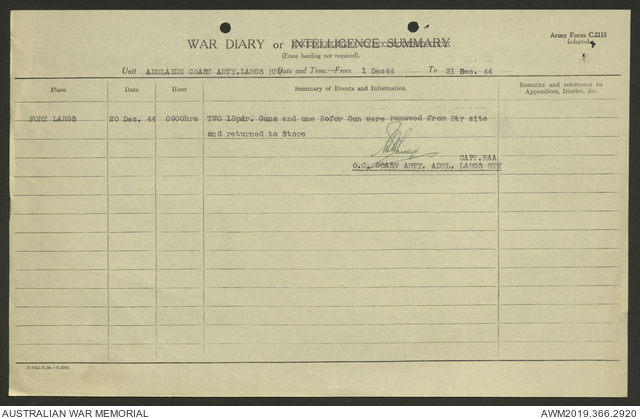 Army Form C.2118
(adapted)
WAR DIARY or INTELLIGENCE SUMMARY
(Erase heading not required).
Unit ADELAIDE COAST ARTY. LARGS BTY Date and Time.—From 1 Dec44 To 31 Dec. 44
Place Date Hour Summary of Events and Information Remarks and references to Appendices, Diaries, &c.
FORT LARGS 20 Dec. 44 0900hrs TWO 18pdr. Guns and one Bofor Gun were removed from Bty site
and returned to Store
CAPT.RAA
O.C. COAST ARTY. ADEL. LARGS BTY
AUSTRALIAN WAR MEMORIAL
AWM2019.366.2920